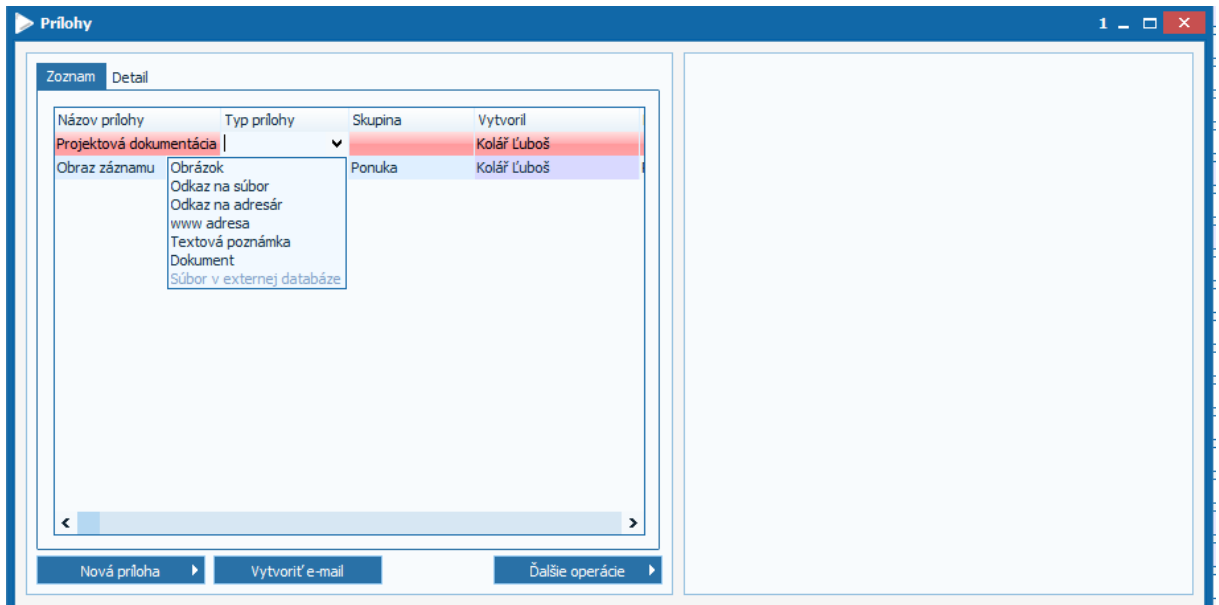 Prílohy 1
Zoznam Detail
Názov prílohy Typ prílohy Skupina Vytvoril
Projektová dokumentácia Kolář Ľuboš
Obraz záznamu Obrázok Ponuka Kolář Ľuboš
Odkaz na súbor
Odkaz na adresár
www adresa
Textová poznámka
Dokument
Súbor v externej databáze
Nová príloha Vytvoriť e-mail Ďalšie operácie